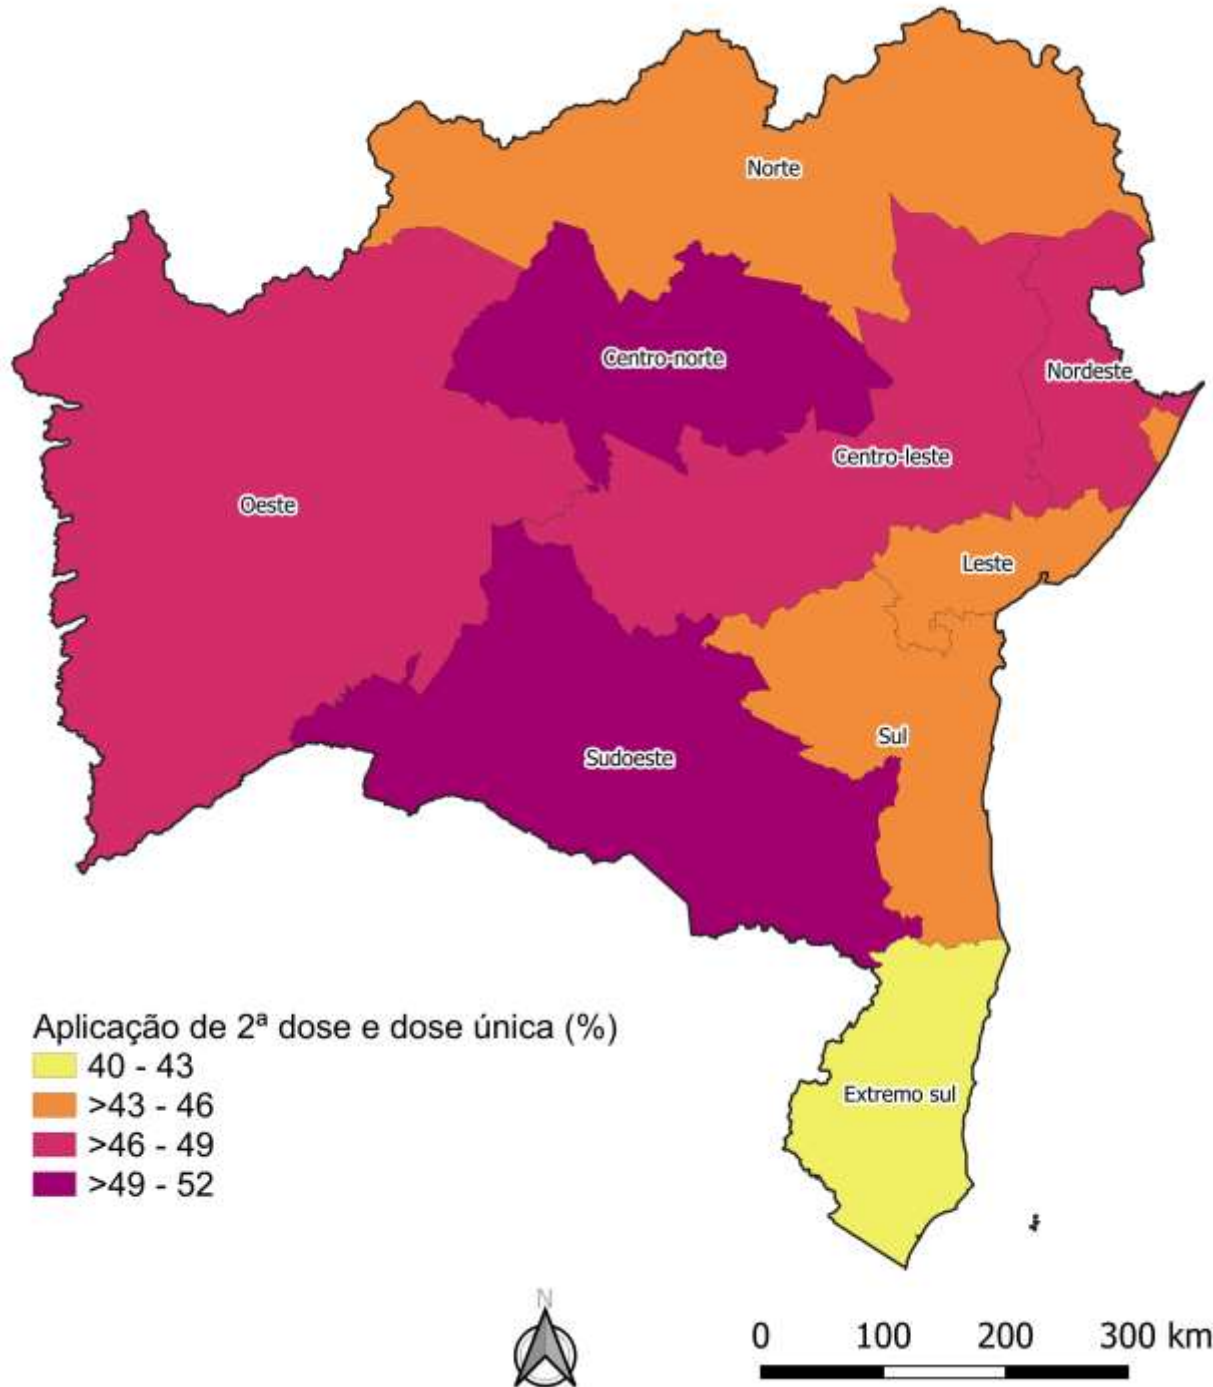 Norte
Centro-norte
Nordeste
Centro-leste
Oeste
Leste
Sul
Sudoeste
Aplicação de 2ª dose e dose única (%)
40 - 43
>43 - 46
>46 - 49
>49 - 52
Extremo sul
N
0 100 200 300 km